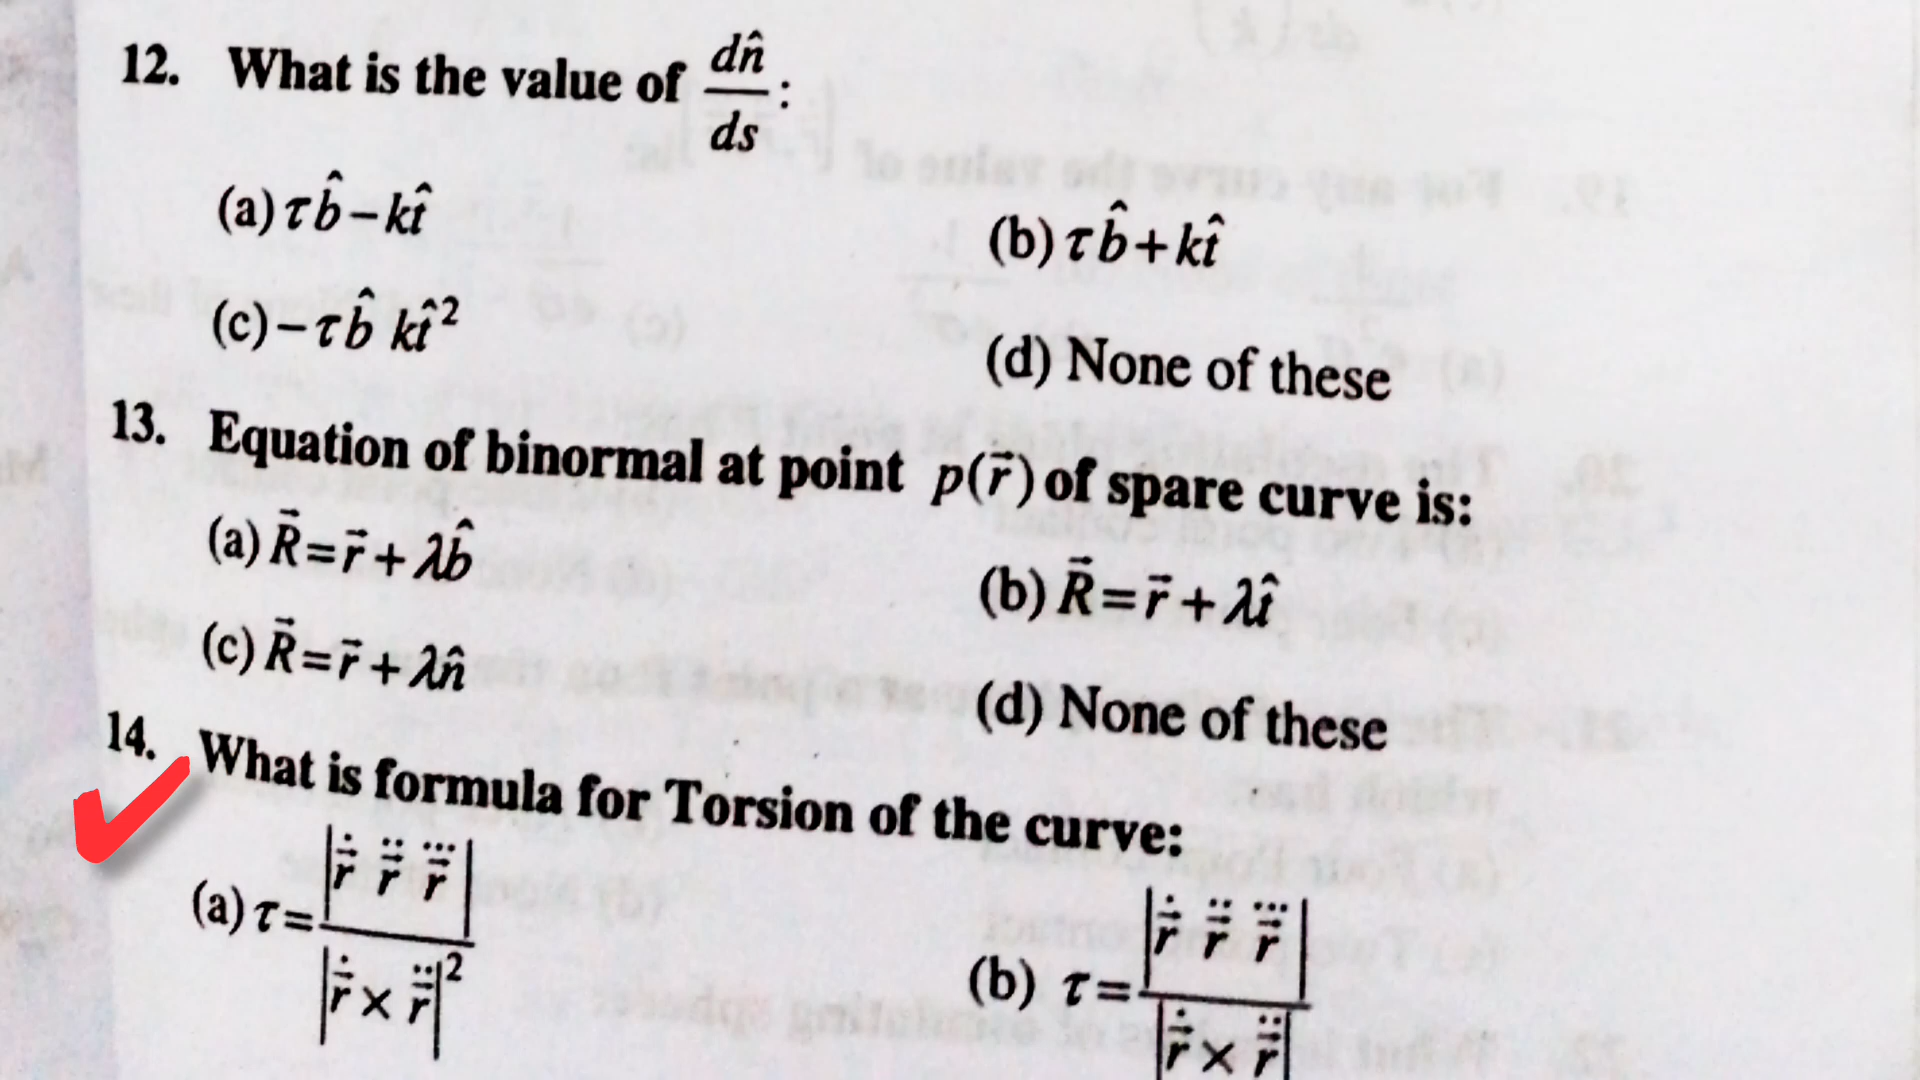 12. What is the value of dn̂/ds:
(a) τb̂ − kt̂ (b) τb̂ + kt̂
(c) −τb̂ kt̂² (d) None of these
13. Equation of binormal at point p(r⃗) of spare curve is:
(a) R⃗ = r⃗ + λb̂ (b) R⃗ = r⃗ + λt̂
(c) R⃗ = r⃗ + λn̂ (d) None of these
14. What is formula for Torsion of the curve:
(a) τ = |ṙ⃗ r̈⃗ r⃛⃗| / |ṙ⃗ × r̈⃗|² (b) τ = |ṙ⃗ r̈⃗ r⃛⃗| / |ṙ⃗ × r̈⃗|